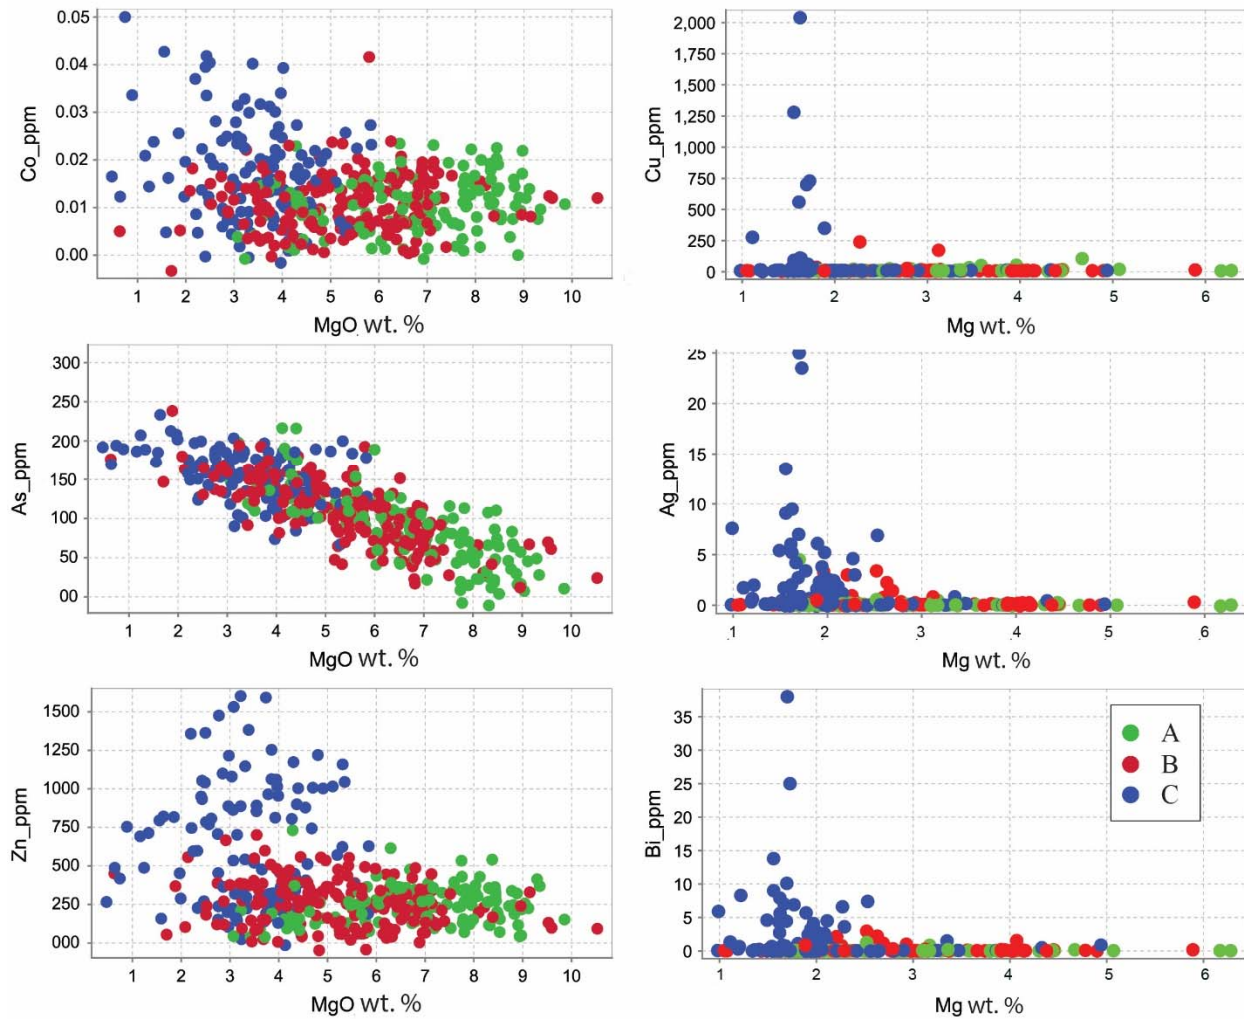 Co_ppm
0.05
0.04
0.03
0.02
0.01
0.00
1 2 3 4 5 6 7 8 9 10
MgO wt. %
Cu_ppm
2,000
1,750
1,500
1,250
1,000
750
500
250
0
1 2 3 4 5 6
Mg wt. %
As_ppm
300
250
200
150
100
50
00
1 2 3 4 5 6 7 8 9 10
MgO wt. %
Ag_ppm
25
20
15
10
5
0
1 2 3 4 5 6
Mg wt. %
Zn_ppm
1500
1250
1000
750
500
250
000
1 2 3 4 5 6 7 8 9 10
MgO wt. %
Bi_ppm
35
30
25
20
15
10
5
0
1 2 3 4 5 6
Mg wt. %
A
B
C